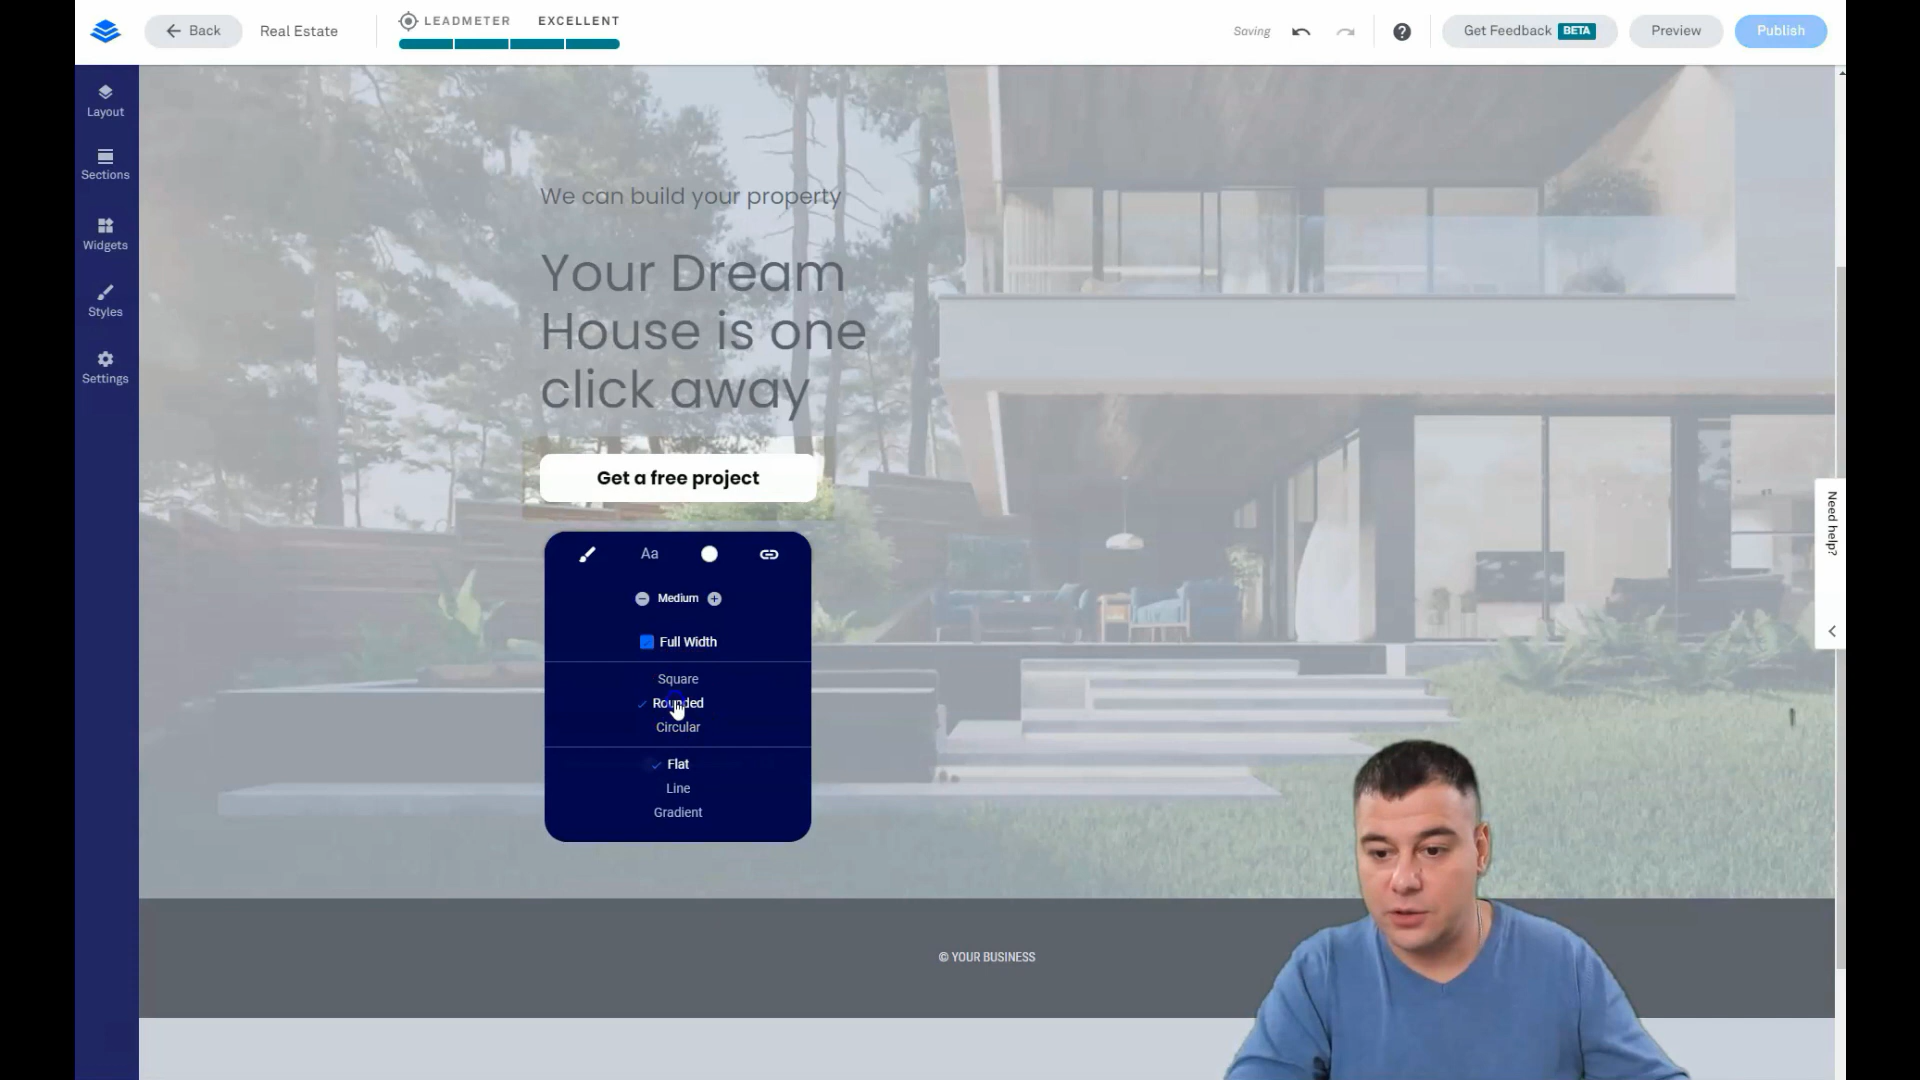 Back
Real Estate
LEADMETER EXCELLENT
Saving
Get Feedback BETA
Preview
Publish
Layout
Sections
Widgets
Styles
Settings
We can build your property
Your Dream
House is one
click away
Get a free project
Aa
Medium
Full Width
Square
Rounded
Circular
Flat
Line
Gradient
Need help?
© YOUR BUSINESS